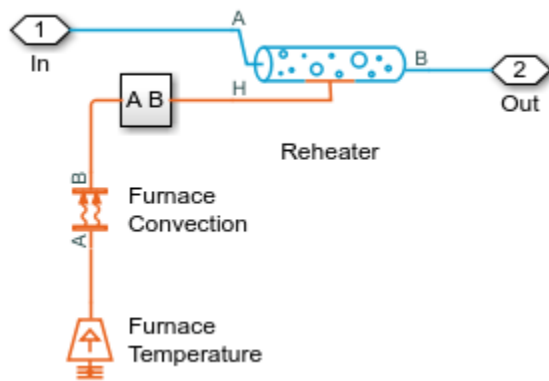 1
In
A
B
2
Out
A B
H
Reheater
B
Furnace
Convection
A
Furnace
Temperature